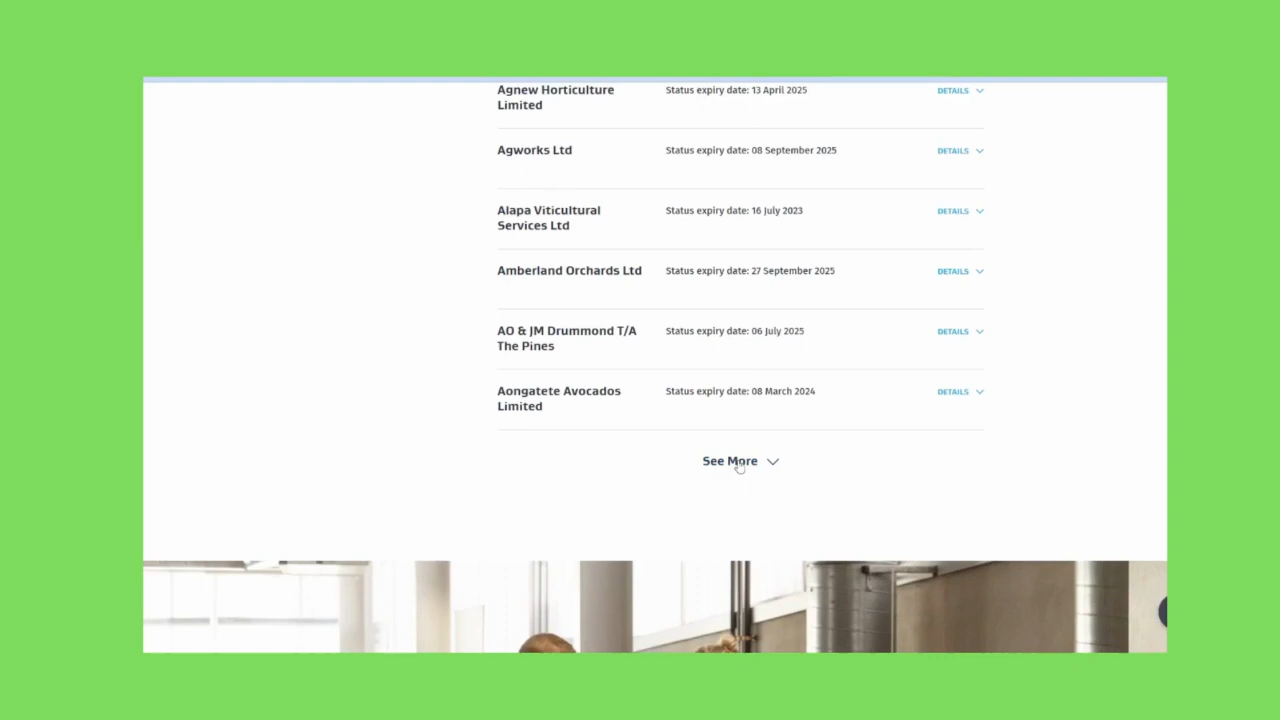 Agnew Horticulture
Limited
Status expiry date: 13 April 2025
DETAILS
Agworks Ltd
Status expiry date: 08 September 2025
DETAILS
Alapa Viticultural
Services Ltd
Status expiry date: 16 July 2023
DETAILS
Amberland Orchards Ltd
Status expiry date: 27 September 2025
DETAILS
AO & JM Drummond T/A
The Pines
Status expiry date: 06 July 2025
DETAILS
Aongatete Avocados
Limited
Status expiry date: 08 March 2024
DETAILS
See More